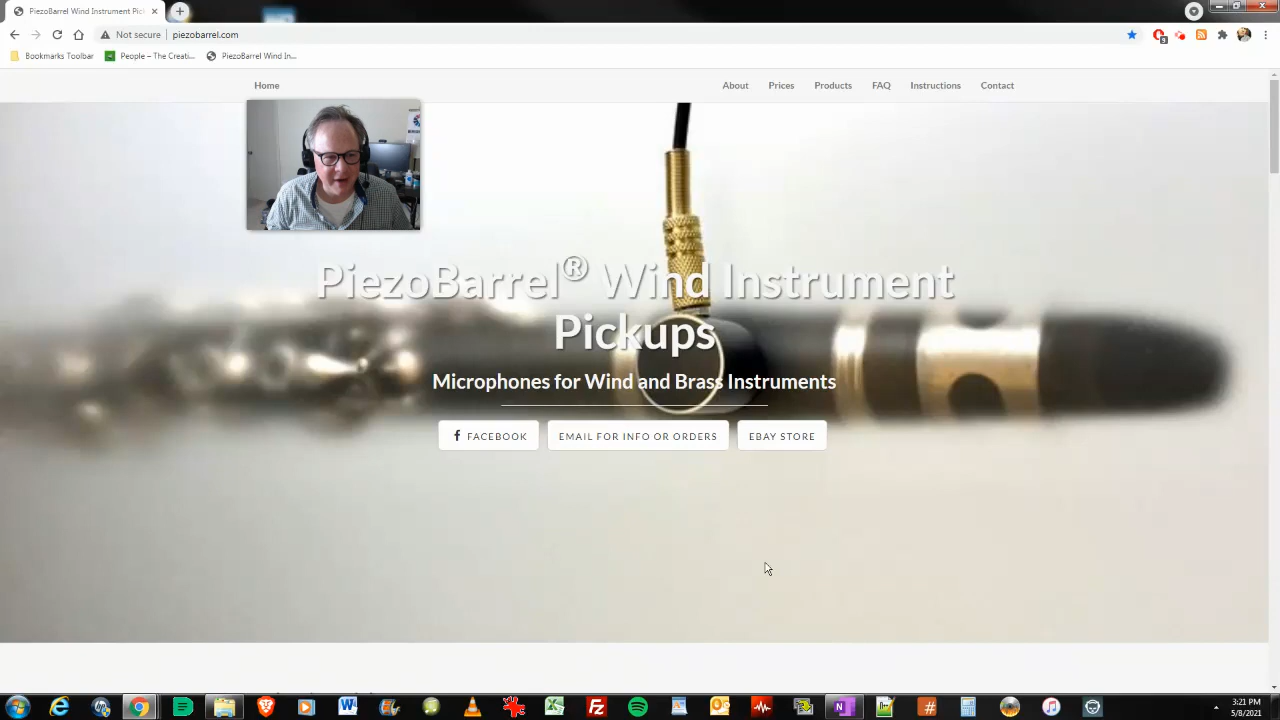 PiezoBarrel Wind Instrument Pick
Not secure
piezobarrel.com
3
Bookmarks Toolbar
People – The Creati...
PiezoBarrel Wind In...
Home
About
Prices
Products
FAQ
Instructions
Contact
PiezoBarrel® Wind Instrument
Pickups
Microphones for Wind and Brass Instruments
FACEBOOK
EMAIL FOR INFO OR ORDERS
EBAY STORE
3:21 PM
5/8/2021